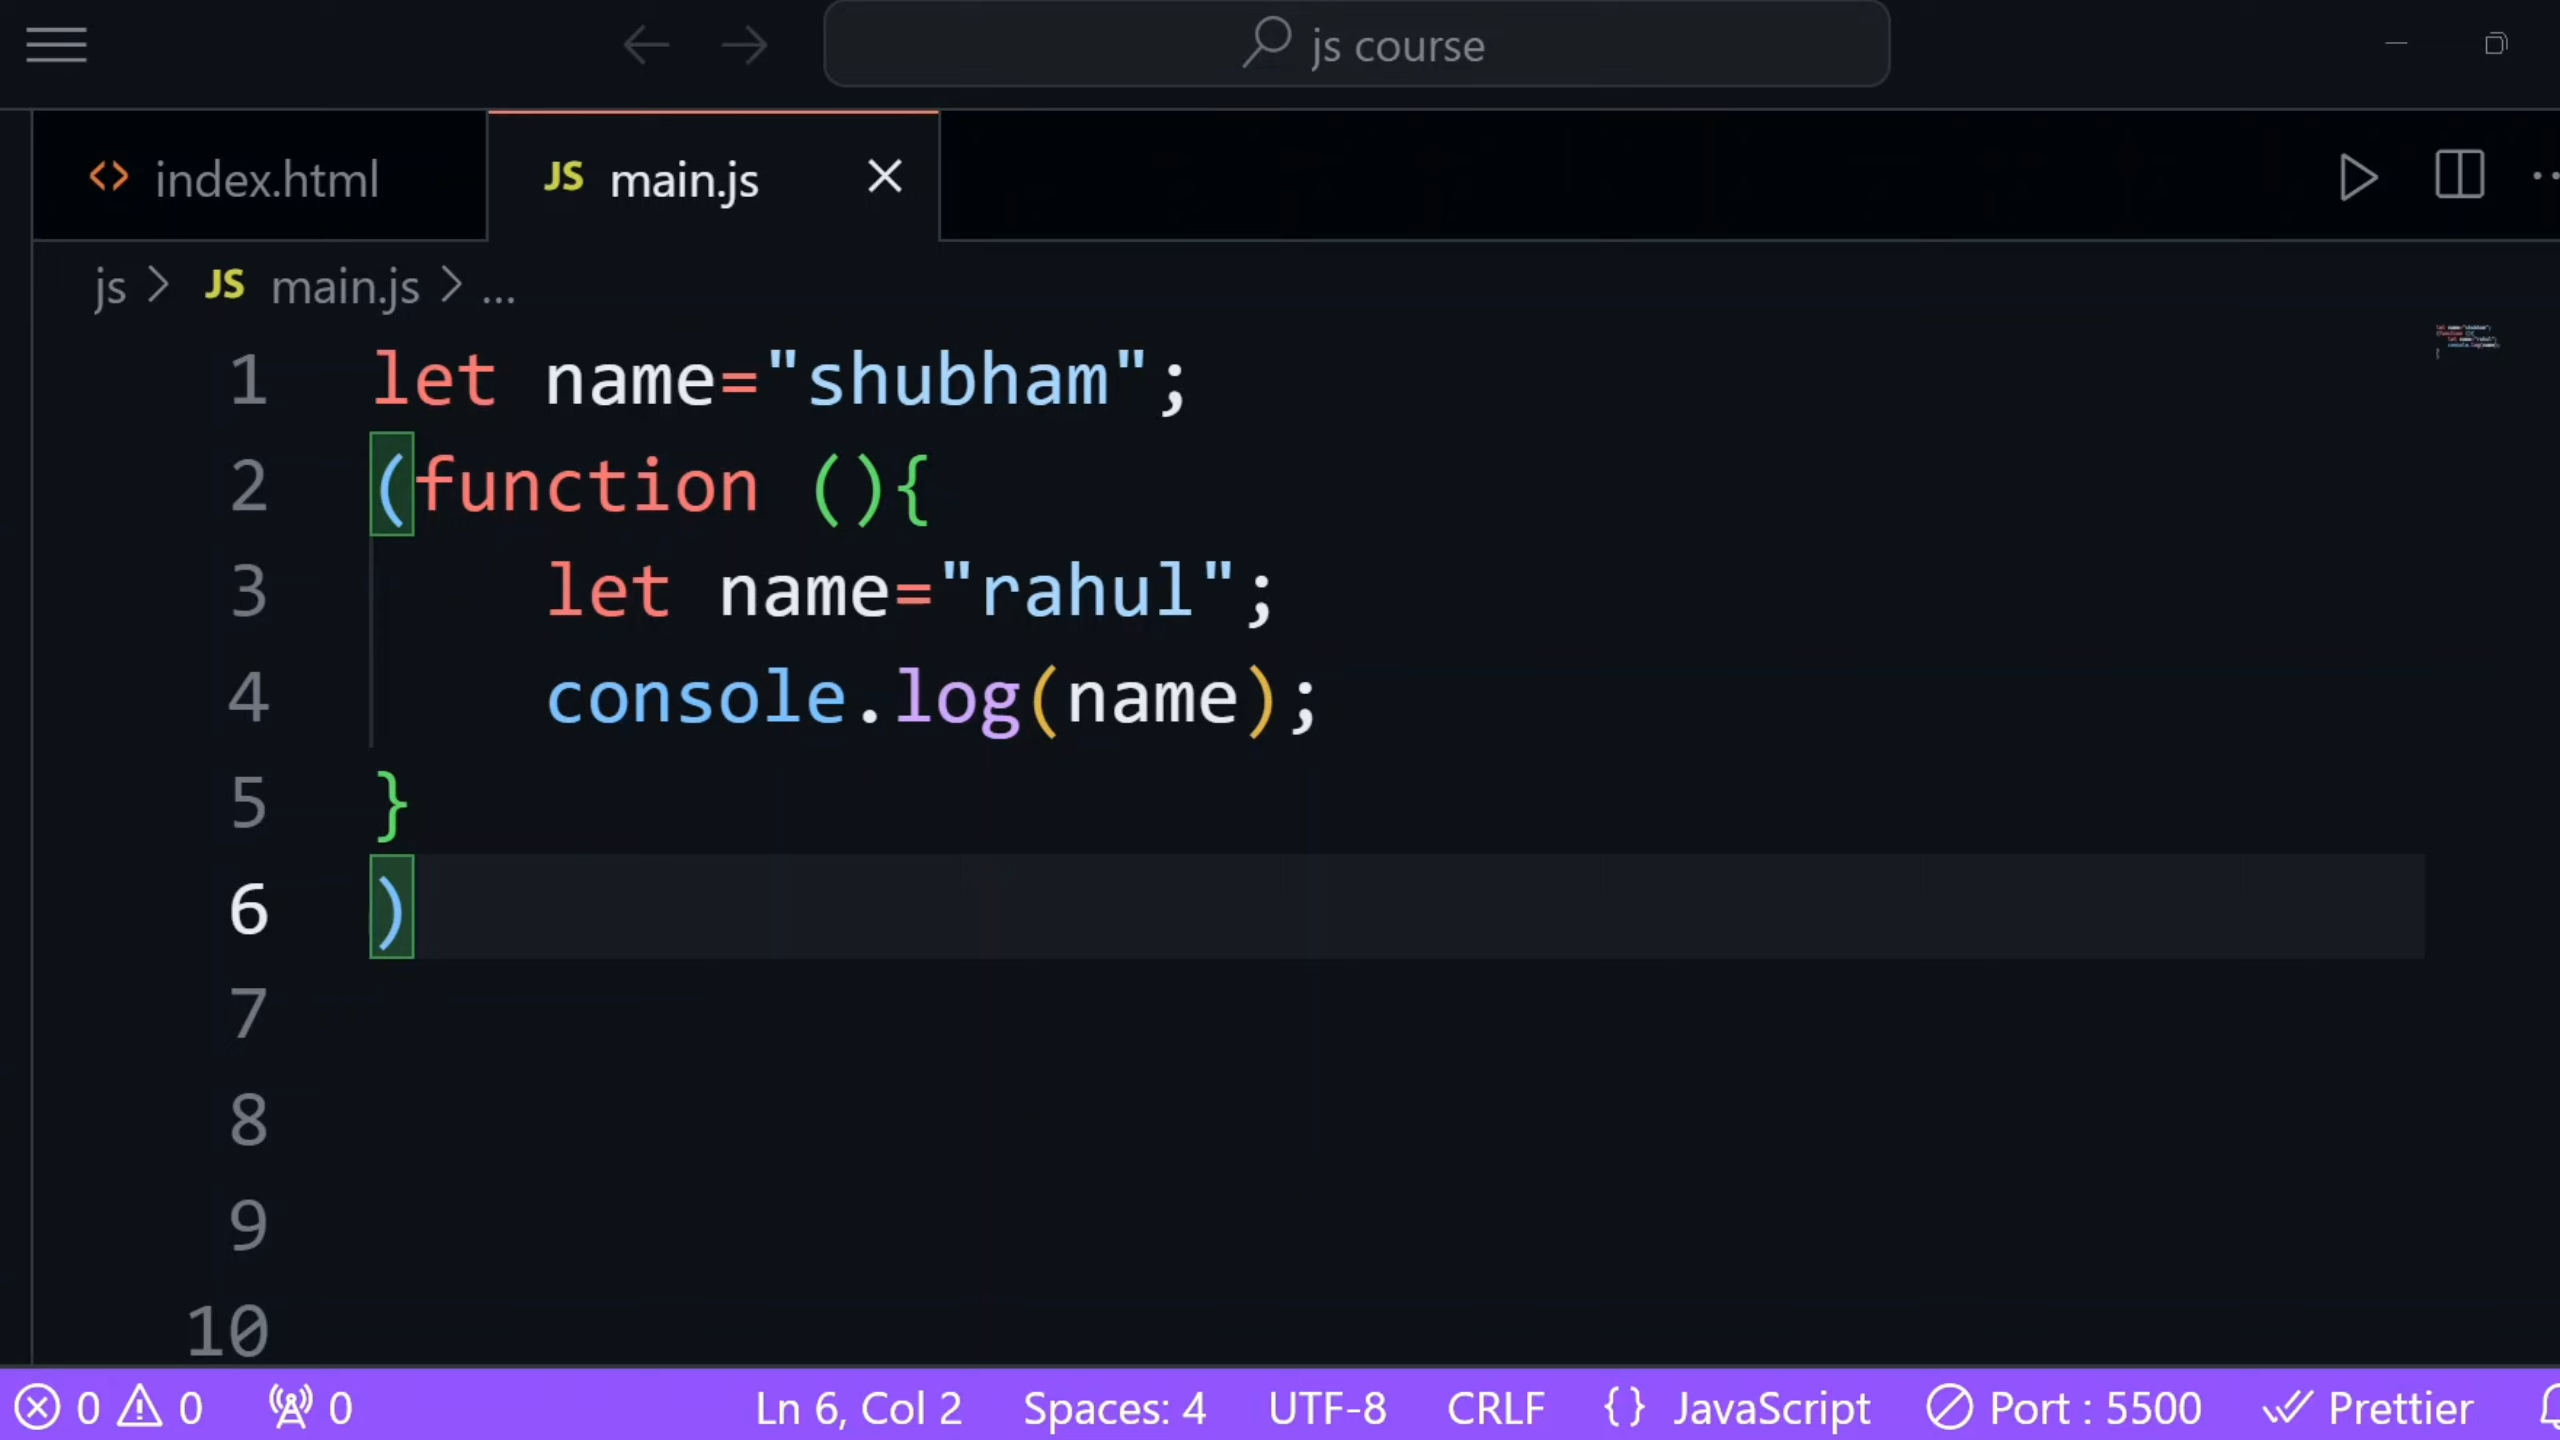 js course
index.html
JS main.js
js > JS main.js > ...
1 let name="shubham";
2 (function (){
3     let name="rahul";
4     console.log(name);
5 }
6 )
7
8
9
10
0 0 0 Ln 6, Col 2 Spaces: 4 UTF-8 CRLF {} JavaScript Port : 5500 Prettier